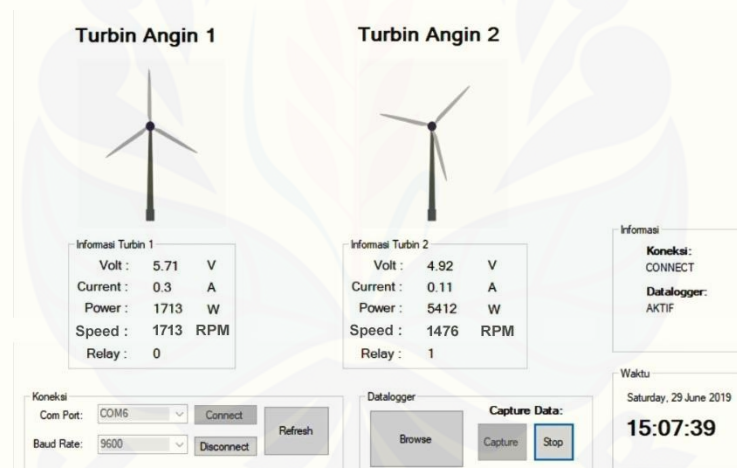 Turbin Angin 1
Turbin Angin 2
Informasi Turbin 1
Volt : 5.71 V
Current : 0.3 A
Power : 1713 W
Speed : 1713 RPM
Relay : 0
Informasi Turbin 2
Volt : 4.92 V
Current : 0.11 A
Power : 5412 W
Speed : 1476 RPM
Relay : 1
Informasi
Koneksi:
CONNECT
Datalogger:
AKTIF
Koneksi
Com Port: COM6 Connect
Baud Rate: 9600 Disconnect
Refresh
Datalogger
Browse
Capture Data:
Capture Stop
Waktu
Saturday, 29 June 2019
15:07:39